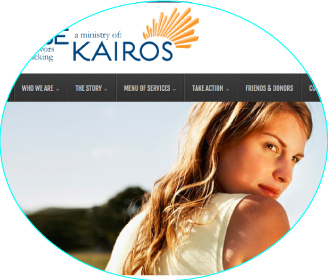 a ministry of:
KAIROS
WHO WE ARE THE STORY MENU OF SERVICES TAKE ACTION FRIENDS & DONORS